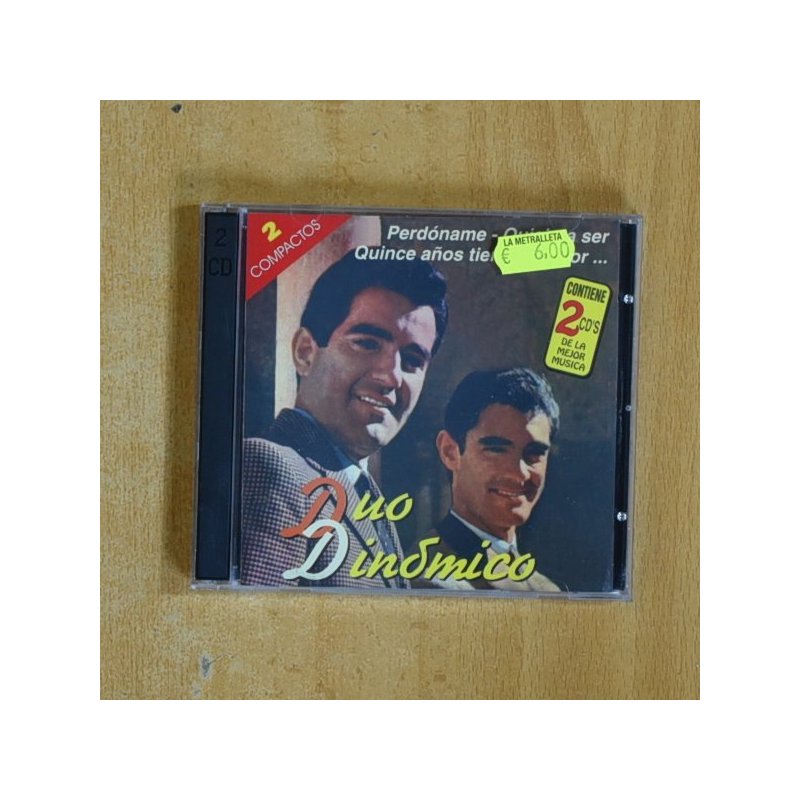 2 CD
2
COMPACTOS
Perdóname - ser
Quince años ...
LA METRALLETA
€ 6.00
CONTIENE
2 CD'S
DE LA
MEJOR
MUSICA
Duo
Dinámico